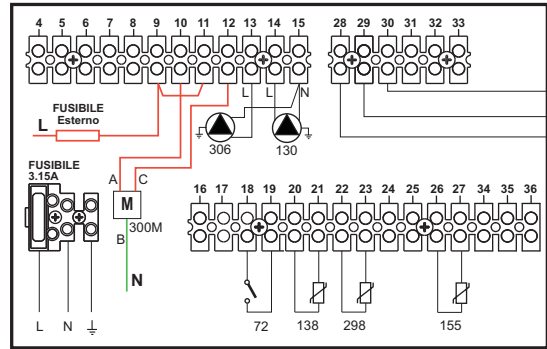 4 5 6 7 8 9 10 11 12 13 14 15 28 29 30 31 32 33
L L N
FUSIBILE
Esterno
L
306 130
FUSIBILE
3.15A
A C
M
300M
B
N
16 17 18 19 20 21 22 23 24 25 26 27 34 35 36
L N
72 138 298 155